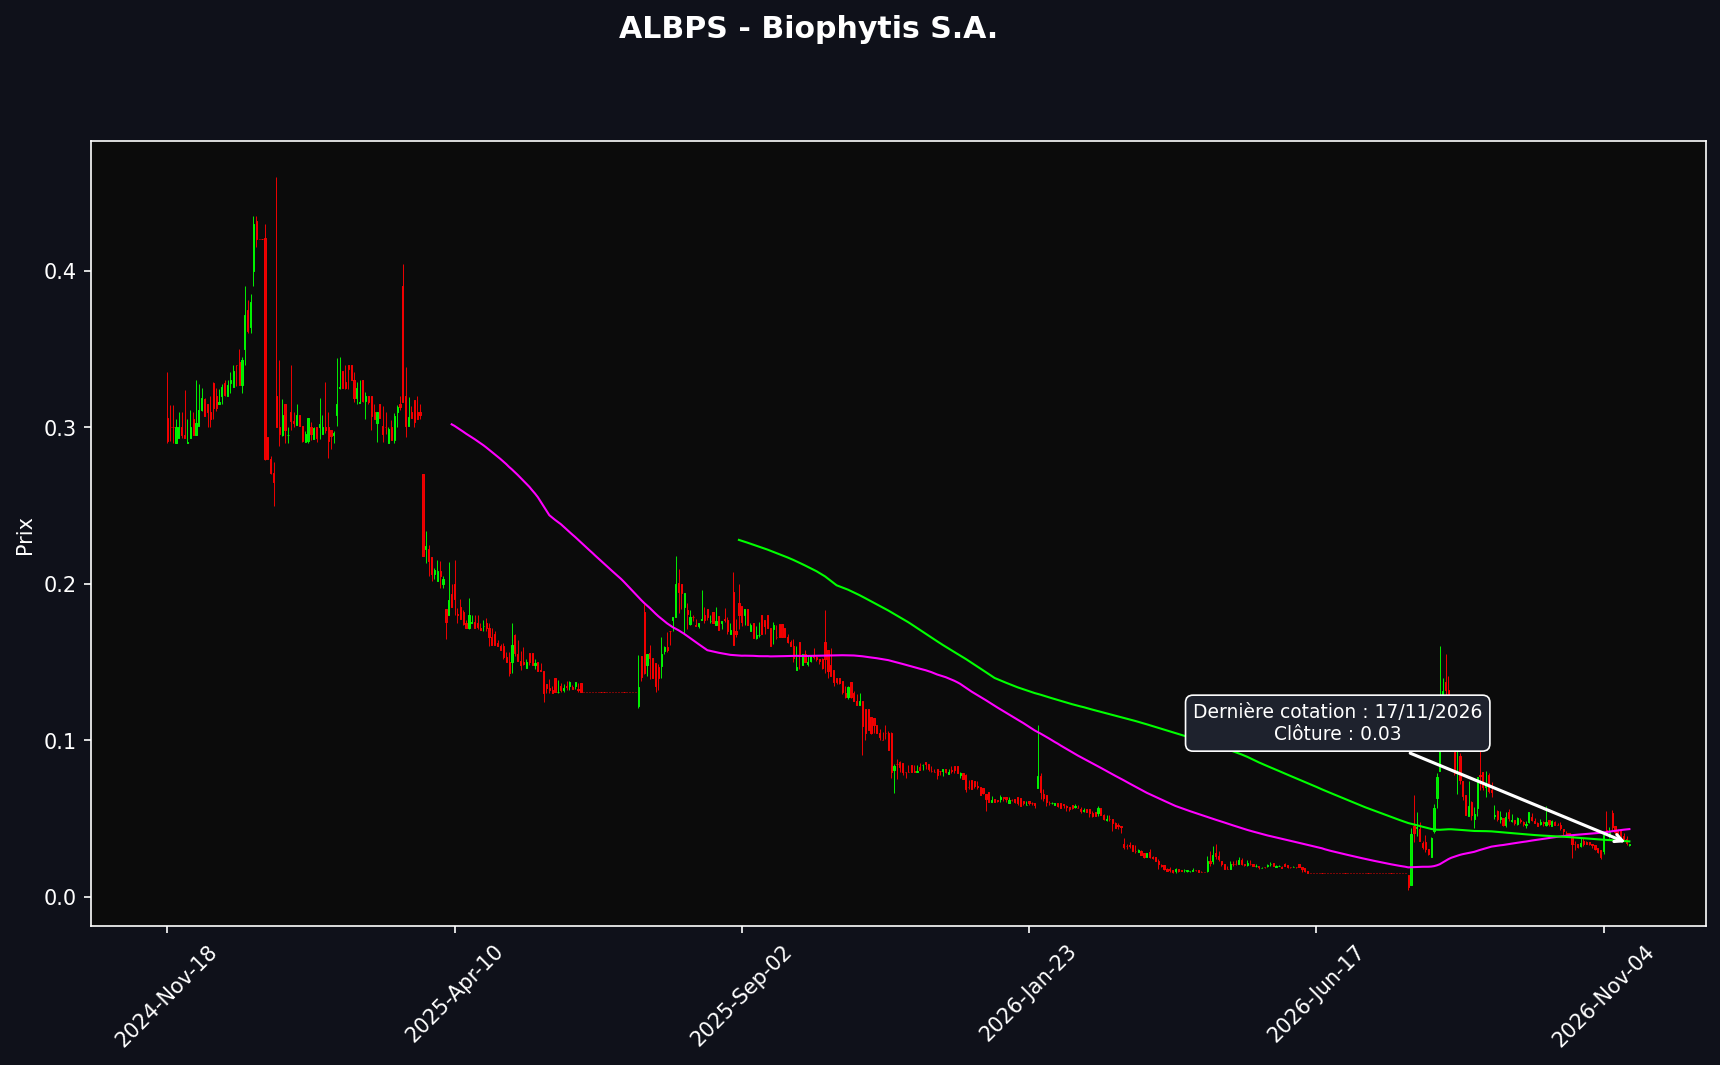 ALBPS - Biophytis S.A.
Prix
0.4
0.3
0.2
0.1
0.0
Dernière cotation : 17/11/2026
Clôture : 0.03
2024-Nov-18
2025-Apr-10
2025-Sep-02
2026-Jan-23
2026-Jun-17
2026-Nov-04